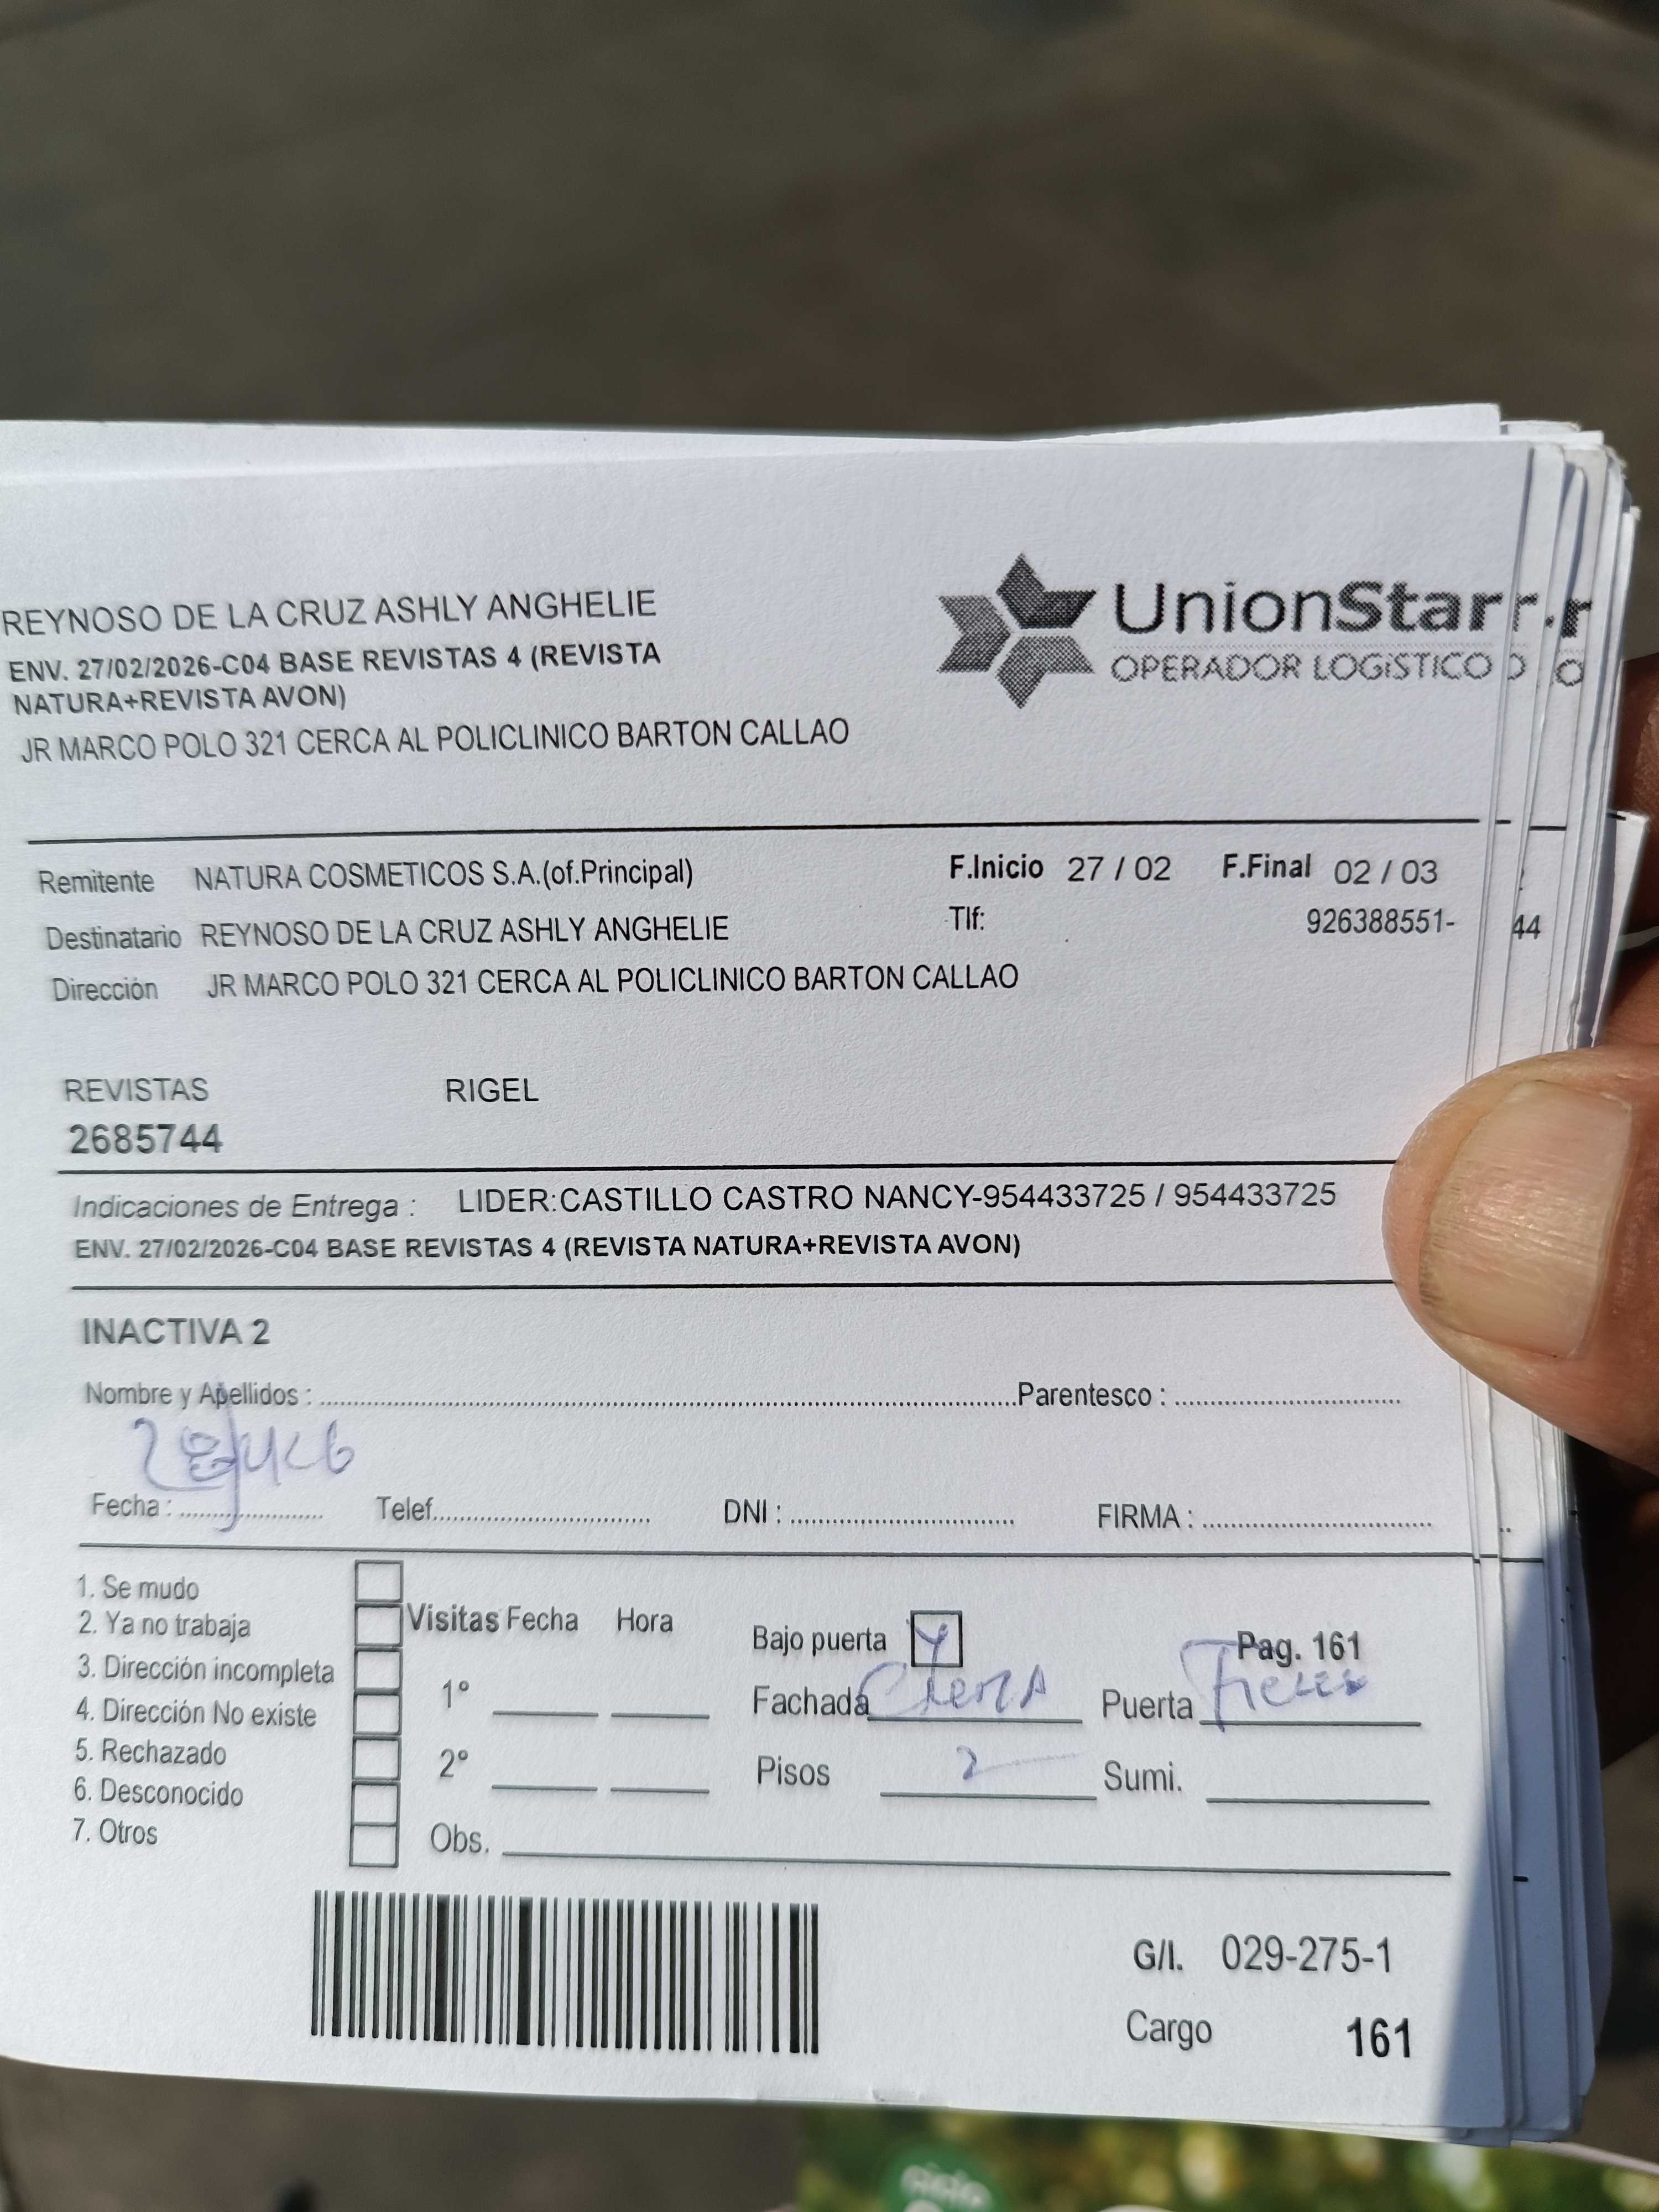 REYNOSO DE LA CRUZ ASHLY ANGHELIE
ENV. 27/02/2026-C04 BASE REVISTAS 4 (REVISTA
NATURA+REVISTA AVON)
JR MARCO POLO 321 CERCA AL POLICLINICO BARTON CALLAO
UnionStar
OPERADOR LOGíSTICO
Remitente NATURA COSMETICOS S.A.(of.Principal) F.Inicio 27 / 02 F.Final 02 / 03
Destinatario REYNOSO DE LA CRUZ ASHLY ANGHELIE Tlf: 926388551- 44
Dirección JR MARCO POLO 321 CERCA AL POLICLINICO BARTON CALLAO
REVISTAS RIGEL
2685744
Indicaciones de Entrega : LIDER:CASTILLO CASTRO NANCY-954433725 / 954433725
ENV. 27/02/2026-C04 BASE REVISTAS 4 (REVISTA NATURA+REVISTA AVON)
INACTIVA 2
Nombre y Apellidos : Parentesco :
Fecha : Telef. DNI : FIRMA :
1. Se mudo
2. Ya no trabaja
3. Dirección incompleta
4. Dirección No existe
5. Rechazado
6. Desconocido
7. Otros
Visitas Fecha Hora
1°
2°
Obs.
Bajo puerta Pag. 161
Fachada Puerta
Pisos 2 Sumi.
G/I. 029-275-1
Cargo 161